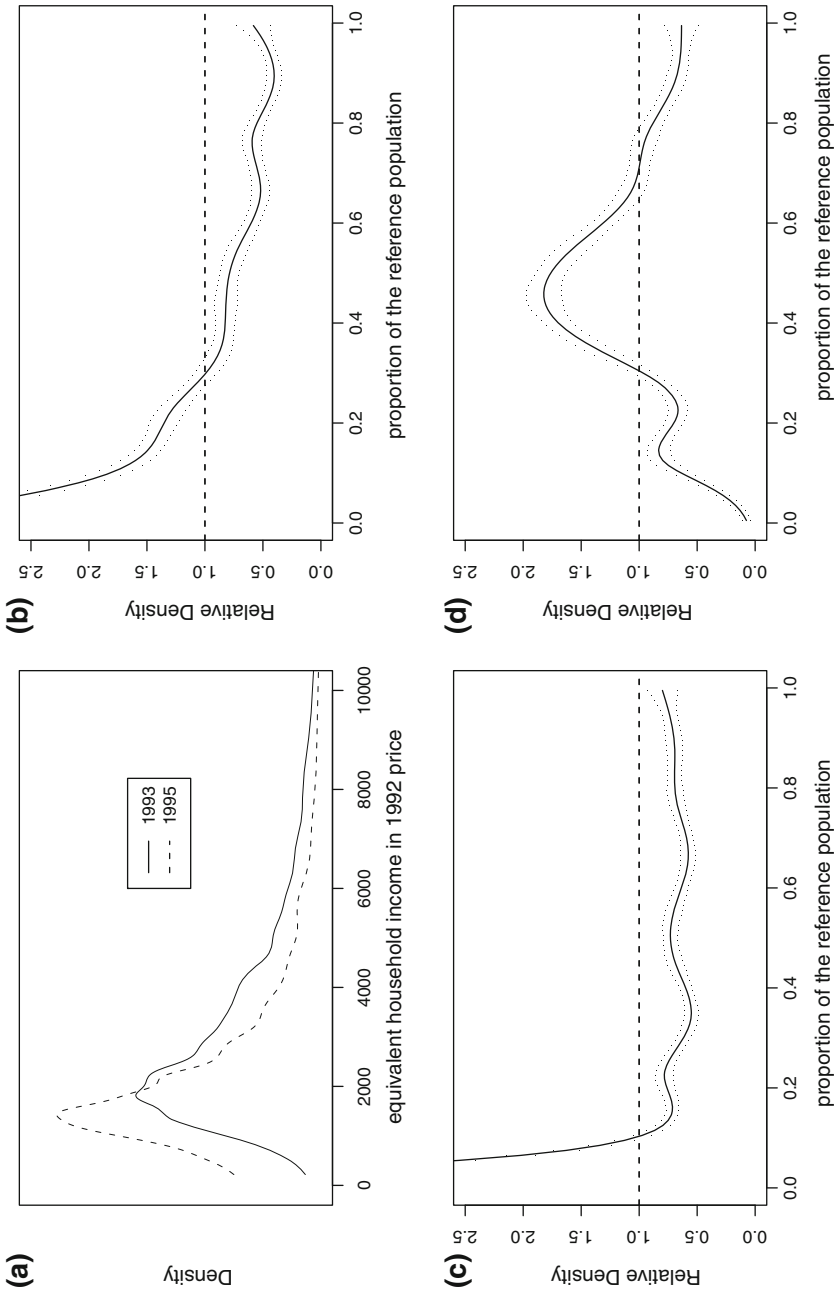 (a)
Density
1993
1995
0 2000 4000 6000 8000 10000
equivalent household income in 1992 price
(b)
Relative Density
0.0 0.5 1.0 1.5 2.0 2.5
0.0 0.2 0.4 0.6 0.8 1.0
proportion of the reference population
(c)
Relative Density
0.0 0.5 1.0 1.5 2.0 2.5
0.0 0.2 0.4 0.6 0.8 1.0
proportion of the reference population
(d)
Relative Density
0.0 0.5 1.0 1.5 2.0 2.5
0.0 0.2 0.4 0.6 0.8 1.0
proportion of the reference population